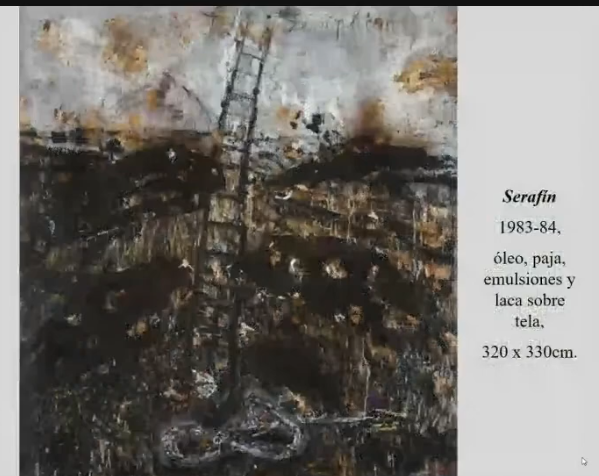 Serafín
1983-84,
óleo, paja,
emulsiones y
laca sobre
tela,
320 x 330cm.